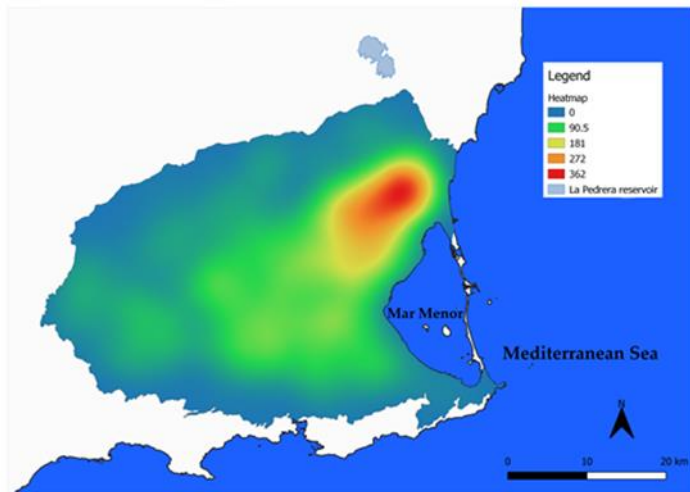 Legend
Heatmap
0
90.5
181
272
362
La Pedrera reservoir
Mar Menor
Mediterranean Sea
N
0 10 20 km